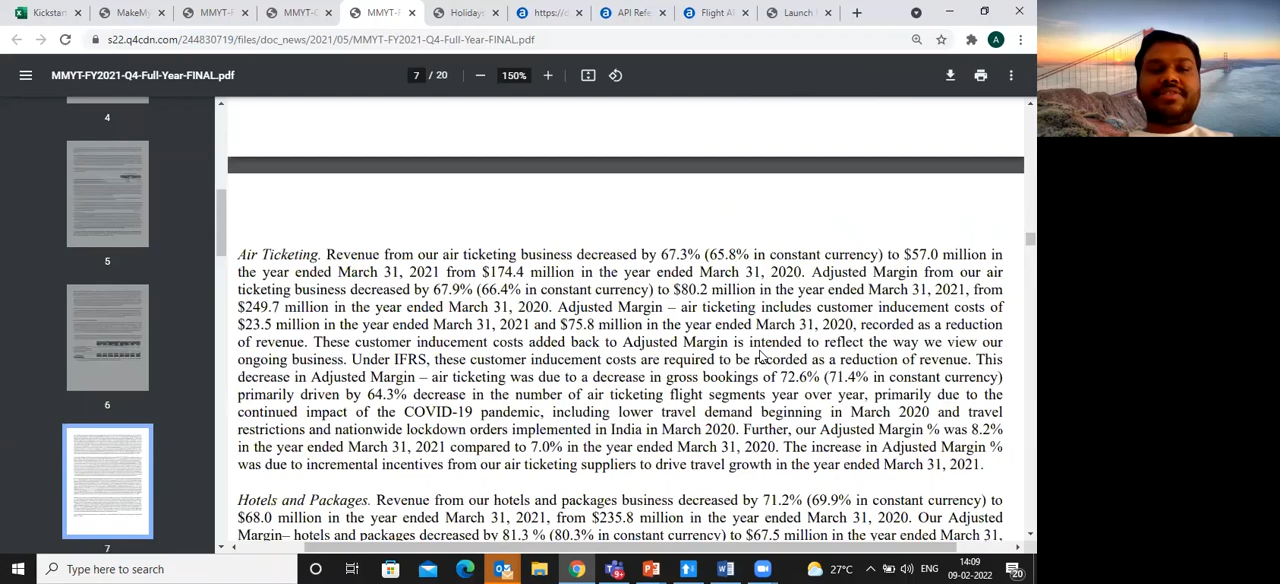 Kickstart
MakeMy
MMYT-F
MMYT-C
MMYT-F
Holidays
https://d
API Refe
Flight AP
Launch F
s22.q4cdn.com/244830719/files/doc_news/2021/05/MMYT-FY2021-Q4-Full-Year-FINAL.pdf
A
MMYT-FY2021-Q4-Full-Year-FINAL.pdf
7 / 20
150%
4
5
6
7
Air Ticketing. Revenue from our air ticketing business decreased by 67.3% (65.8% in constant currency) to $57.0 million in
the year ended March 31, 2021 from $174.4 million in the year ended March 31, 2020. Adjusted Margin from our air
ticketing business decreased by 67.9% (66.4% in constant currency) to $80.2 million in the year ended March 31, 2021, from
$249.7 million in the year ended March 31, 2020. Adjusted Margin – air ticketing includes customer inducement costs of
$23.5 million in the year ended March 31, 2021 and $75.8 million in the year ended March 31, 2020, recorded as a reduction
of revenue. These customer inducement costs added back to Adjusted Margin is intended to reflect the way we view our
ongoing business. Under IFRS, these customer inducement costs are required to be recorded as a reduction of revenue. This
decrease in Adjusted Margin – air ticketing was due to a decrease in gross bookings of 72.6% (71.4% in constant currency)
primarily driven by 64.3% decrease in the number of air ticketing flight segments year over year, primarily due to the
continued impact of the COVID-19 pandemic, including lower travel demand beginning in March 2020 and travel
restrictions and nationwide lockdown orders implemented in India in March 2020. Further, our Adjusted Margin % was 8.2%
in the year ended March 31, 2021 compared to 7.0% in the year ended March 31, 2020. The increase in Adjusted Margin %
was due to incremental incentives from our air ticketing suppliers to drive travel growth in the year ended March 31, 2021.
Hotels and Packages. Revenue from our hotels and packages business decreased by 71.2% (69.9% in constant currency) to
$68.0 million in the year ended March 31, 2021, from $235.8 million in the year ended March 31, 2020. Our Adjusted
Margin– hotels and packages decreased by 81.3 % (80.3% in constant currency) to $67.5 million in the year ended March 31,
Type here to search
27°C
ENG
14:09
09-02-2022
20